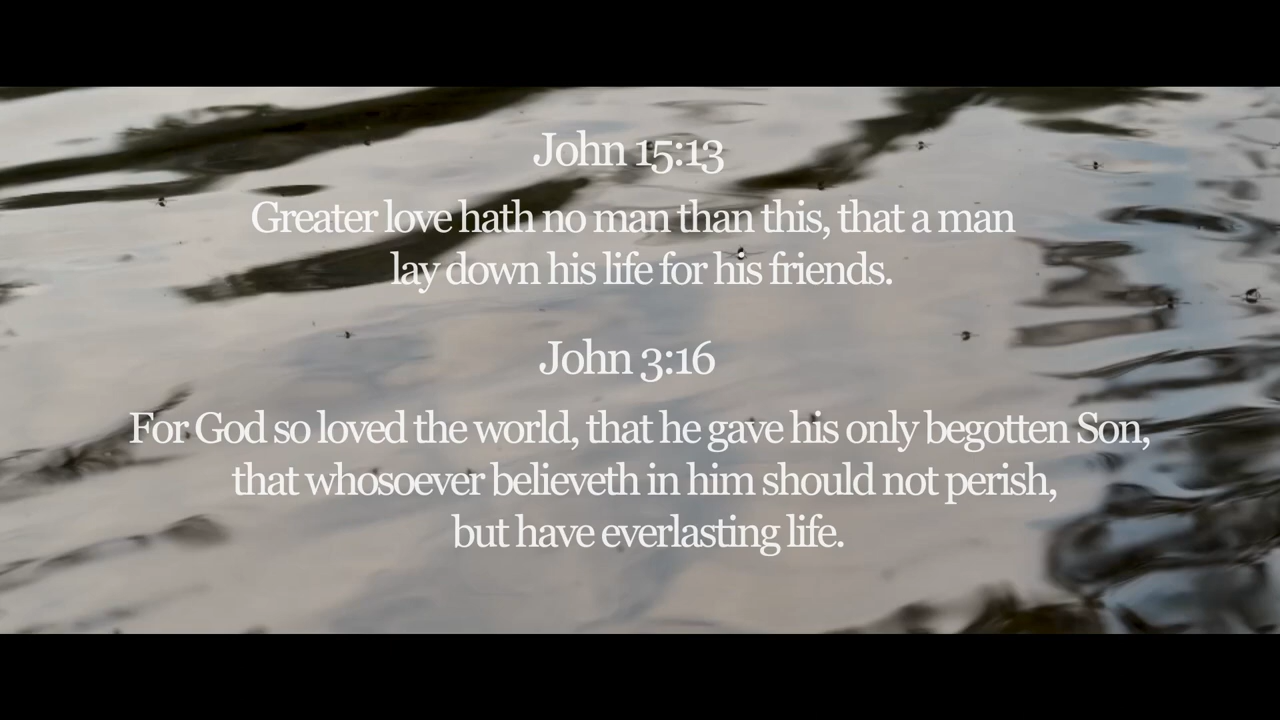 John 15:13
Greater love hath no man than this, that a man
lay down his life for his friends.
John 3:16
For God so loved the world, that he gave his only begotten Son,
that whosoever believeth in him should not perish,
but have everlasting life.